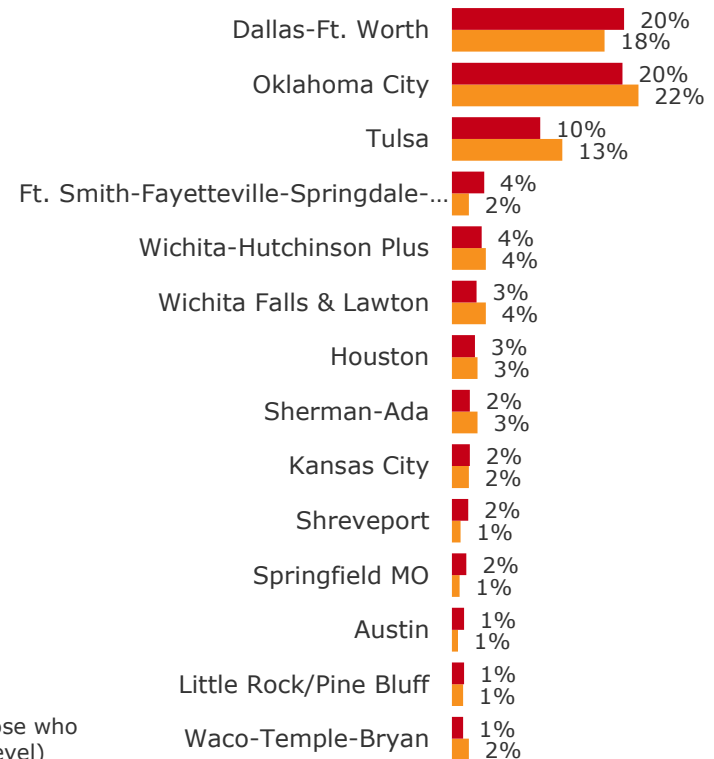 Dallas-Ft. Worth 20%
18%
Oklahoma City 20%
22%
Tulsa 10%
13%
Ft. Smith-Fayetteville-Springdale-... 4%
2%
Wichita-Hutchinson Plus 4%
4%
Wichita Falls & Lawton 3%
4%
Houston 3%
3%
Sherman-Ada 2%
3%
Kansas City 2%
2%
Shreveport 2%
1%
Springfield MO 2%
1%
Austin 1%
1%
Little Rock/Pine Bluff 1%
1%
who
Waco-Temple-Bryan 1%
2%